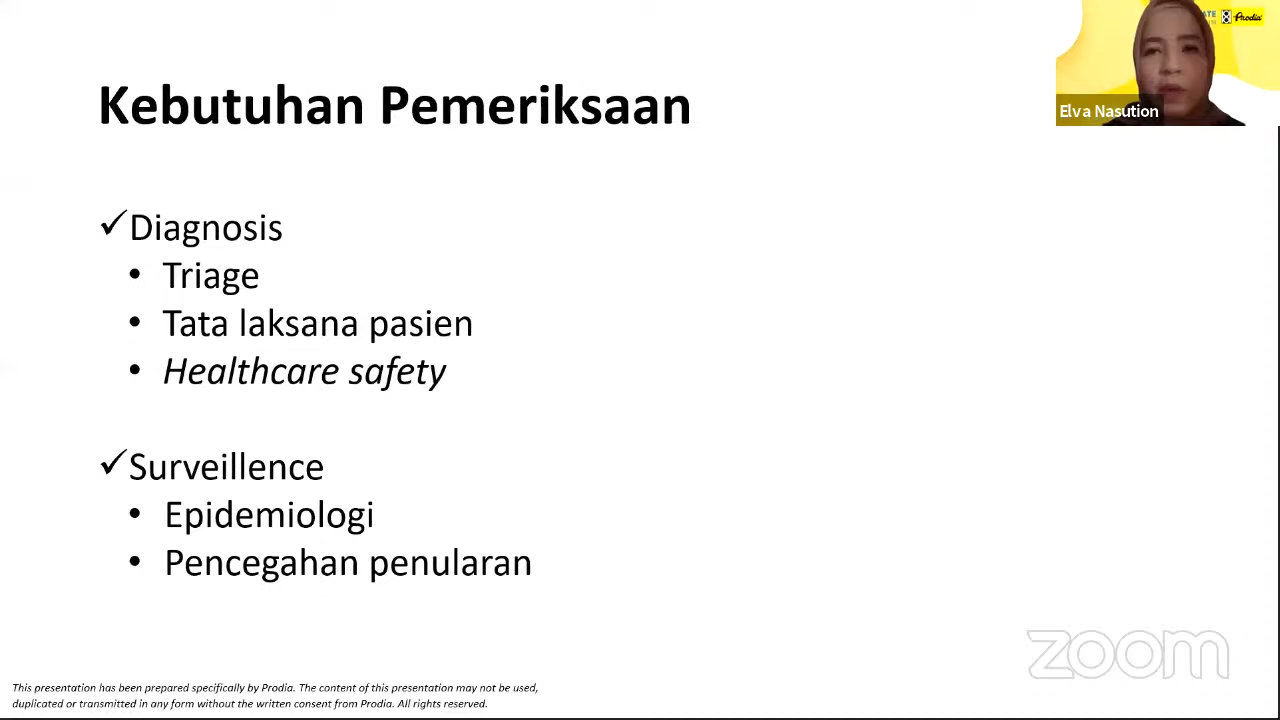 ATE
Prodia
Elva Nasution
Kebutuhan Pemeriksaan
✓Diagnosis
• Triage
• Tata laksana pasien
• Healthcare safety
✓Surveillence
• Epidemiologi
• Pencegahan penularan
zoom
This presentation has been prepared specifically by Prodia. The content of this presentation may not be used,
duplicated or transmitted in any form without the written consent from Prodia. All rights reserved.